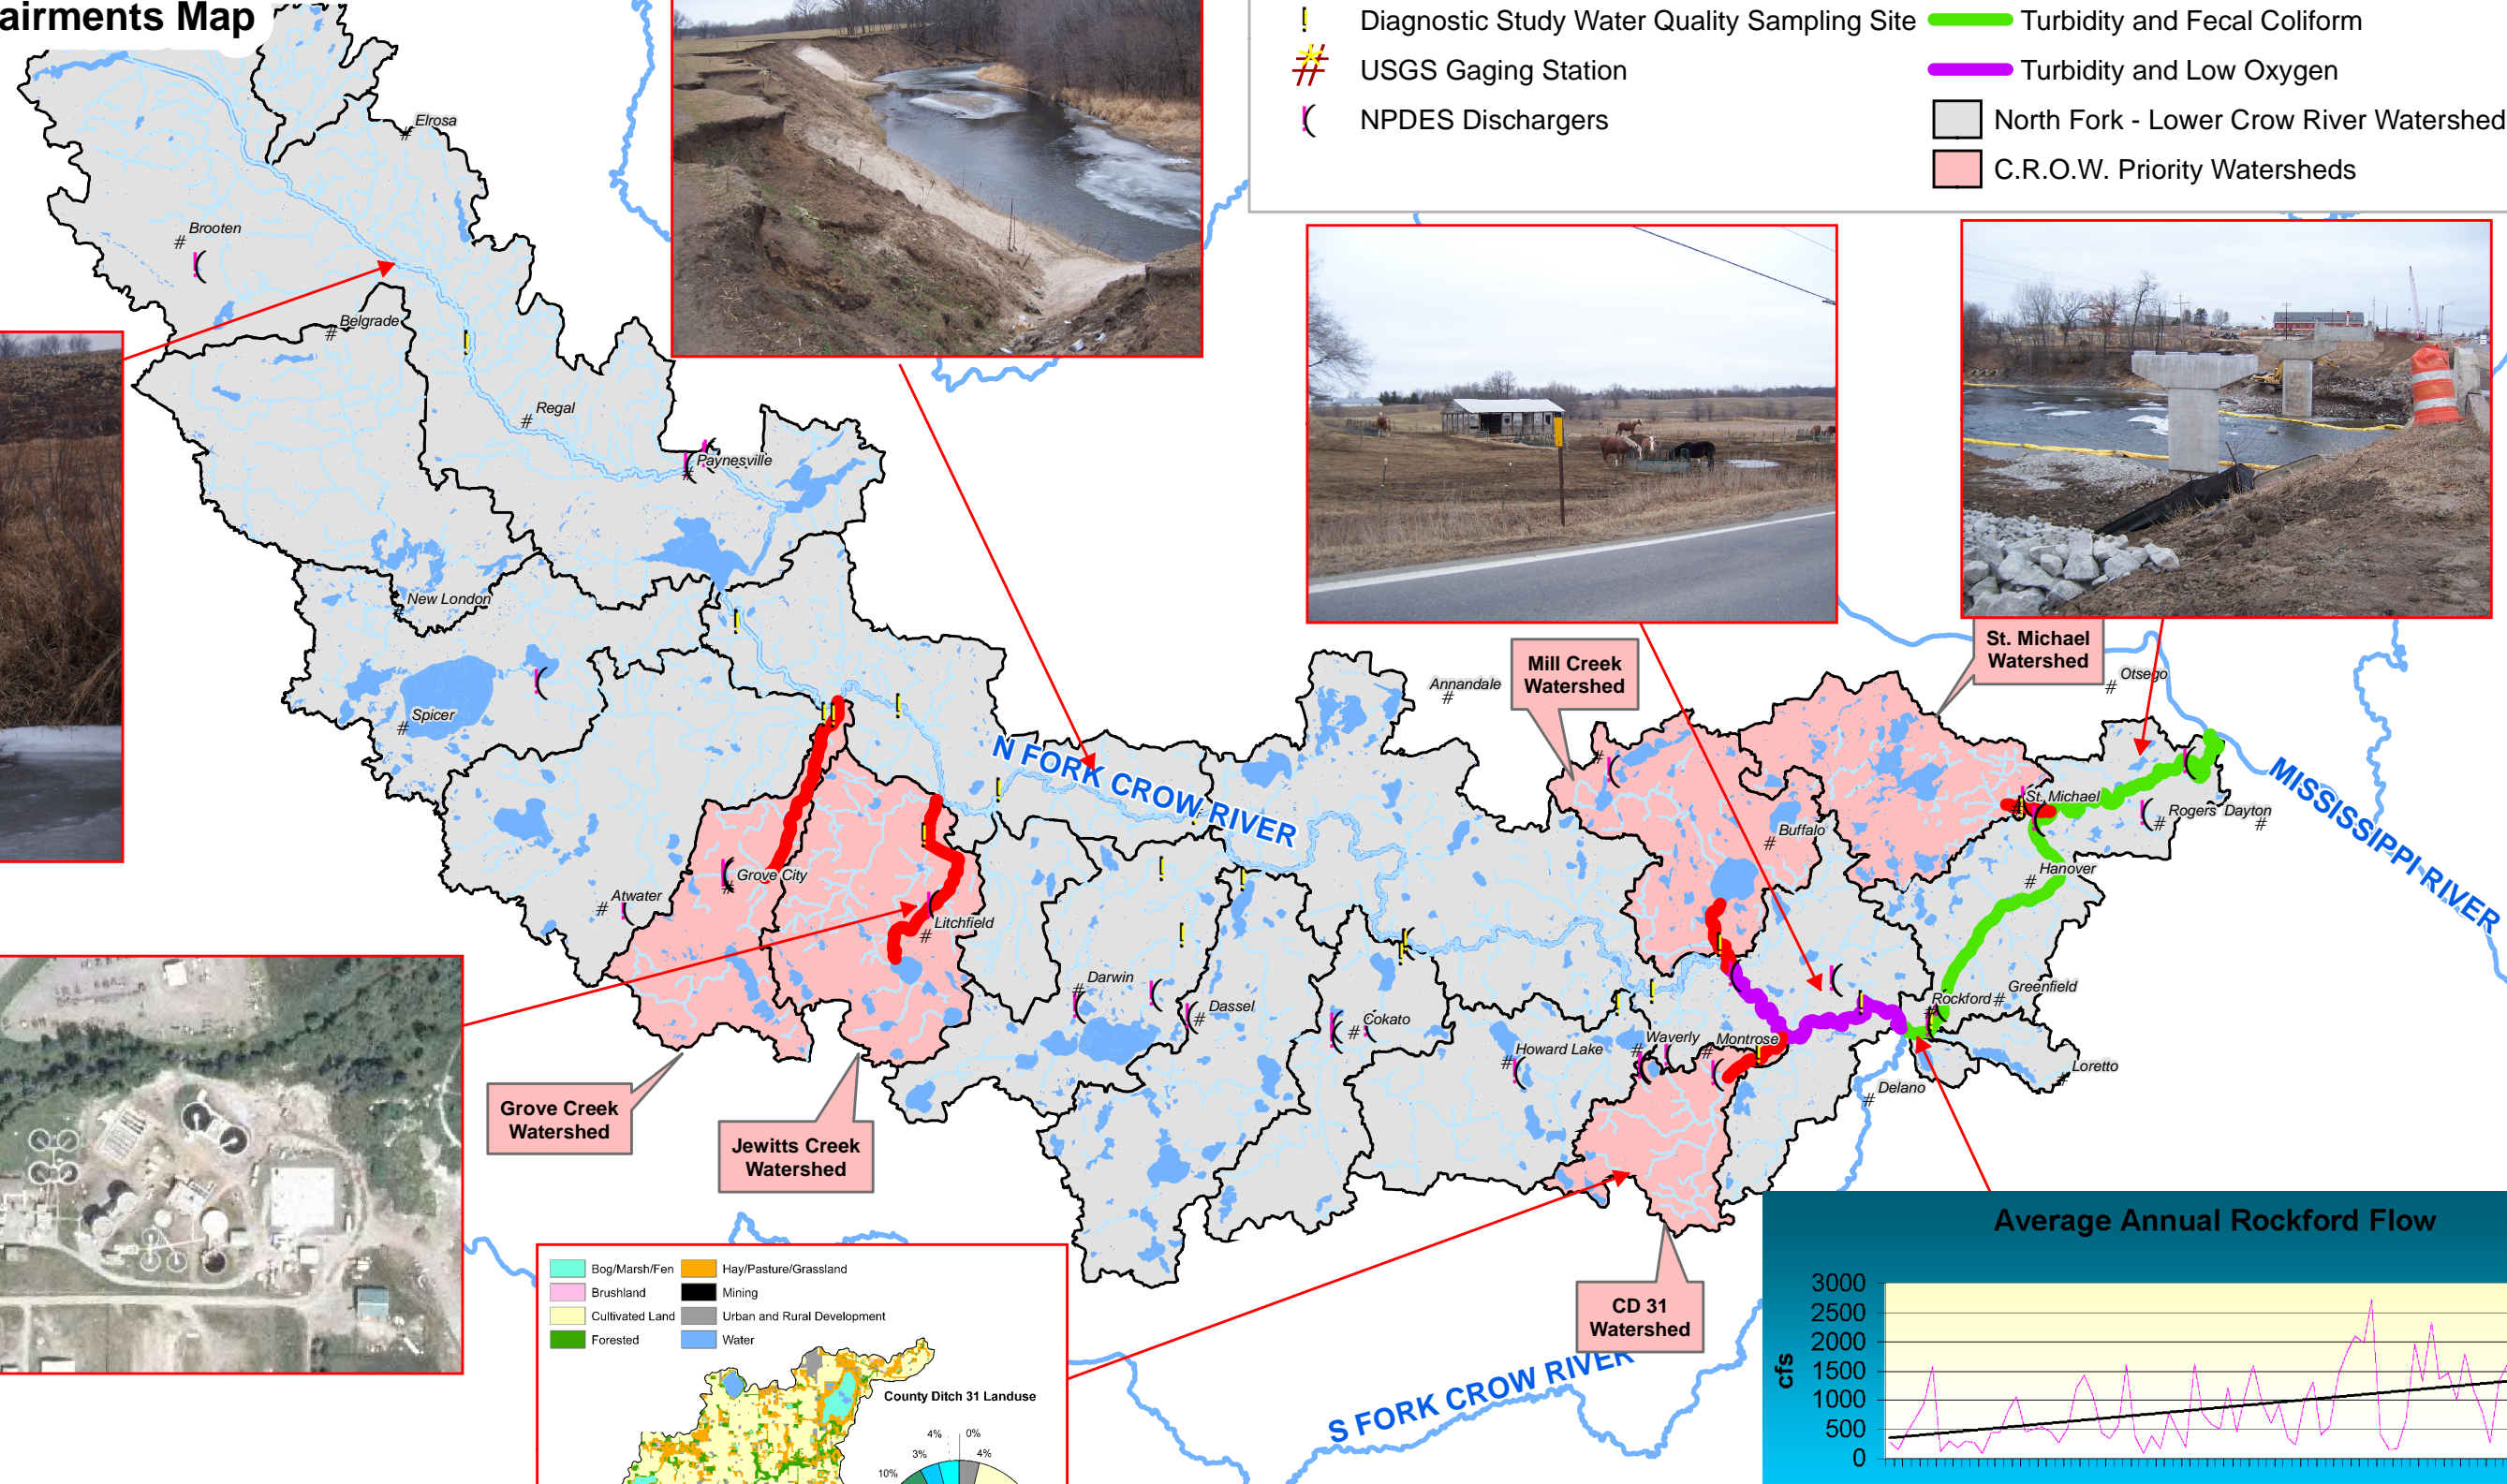 airments Map
Diagnostic Study Water Quality Sampling Site
USGS Gaging Station
NPDES Dischargers
Turbidity and Fecal Coliform
Turbidity and Low Oxygen
North Fork - Lower Crow River Watershed
C.R.O.W. Priority Watersheds
Elrosa
Brooten
Belgrade
Regal
Paynesville
New London
Spicer
Atwater
Grove City
Litchfield
Darwin
Dassel
Cokato
Howard Lake
Waverly
Montrose
Annandale
Buffalo
Otsego
St. Michael
Rogers
Dayton
Hanover
Greenfield
Rockford
Loretto
Delano
N FORK CROW RIVER
MISSISSIPPI RIVER
S FORK CROW RIVER
Mill Creek
Watershed
St. Michael
Watershed
Grove Creek
Watershed
Jewitts Creek
Watershed
CD 31
Watershed
Bog/Marsh/Fen
Brushland
Cultivated Land
Forested
Hay/Pasture/Grassland
Mining
Urban and Rural Development
Water
County Ditch 31 Landuse
4%
0%
3%
4%
10%
Average Annual Rockford Flow
cfs
3000
2500
2000
1500
1000
500
0